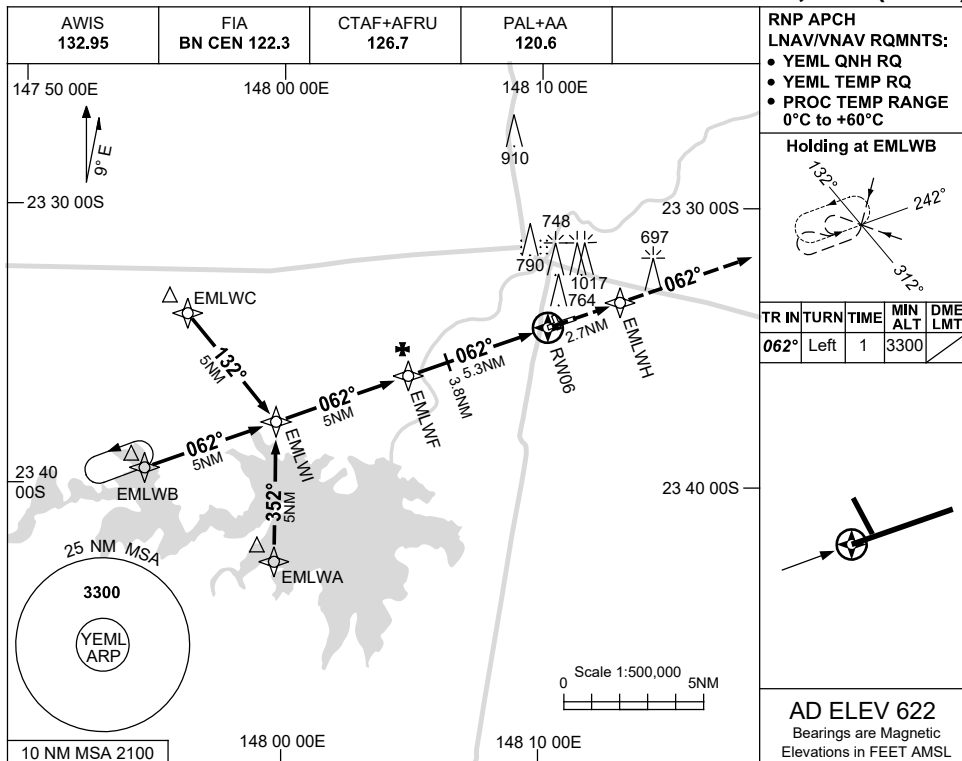 AWIS
132.95
FIA
BN CEN 122.3
CTAF+AFRU
126.7
PAL+AA
120.6
RNP APCH
LNAV/VNAV RQMNTS:
• YEML QNH RQ
• YEML TEMP RQ
• PROC TEMP RANGE
0°C to +60°C
147 50 00E
148 00 00E
148 10 00E
9° E
910
Holding at EMLWB
132°
242°
312°
23 30 00S
23 30 00S
748
790
1017
764
697
062°
EMLWC
132°
5NM
EMLWH
2.7NM
RW06
062°
5.3NM
3.8NM
EMLWF
062°
5NM
EMLWI
062°
5NM
EMLWB
352°
5NM
EMLWA
TR IN
TURN
TIME
MIN
ALT
DME
LMT
062°
Left
1
3300
23 40
00S
23 40 00S
25 NM MSA
3300
YEML
ARP
Scale 1:500,000
0
5NM
10 NM MSA 2100
148 00 00E
148 10 00E
AD ELEV 622
Bearings are Magnetic
Elevations in FEET AMSL